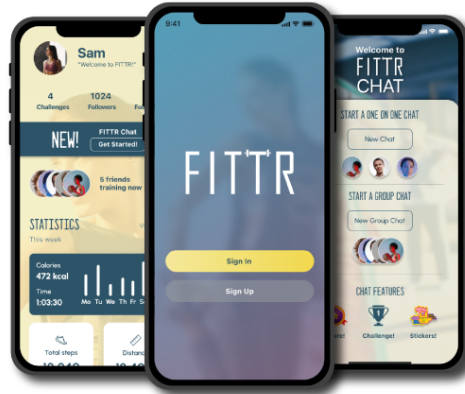 Sam
"Welcome to FITTR!"
4
Challenges
1024
Followers
NEW!
FITTR Chat
Get Started!
5 friends
training now
STATISTICS
This week
Calories
472 kcal
Time
1:03:30
Mo Tu We Th Fr
Total steps
9:41
FITTR
Sign In
Sign Up
Welcome to
FITTR
CHAT
START A ONE ON ONE CHAT
New Chat
START A GROUP CHAT
New Group Chat
CHAT FEATURES
Challenge!
Stickers!